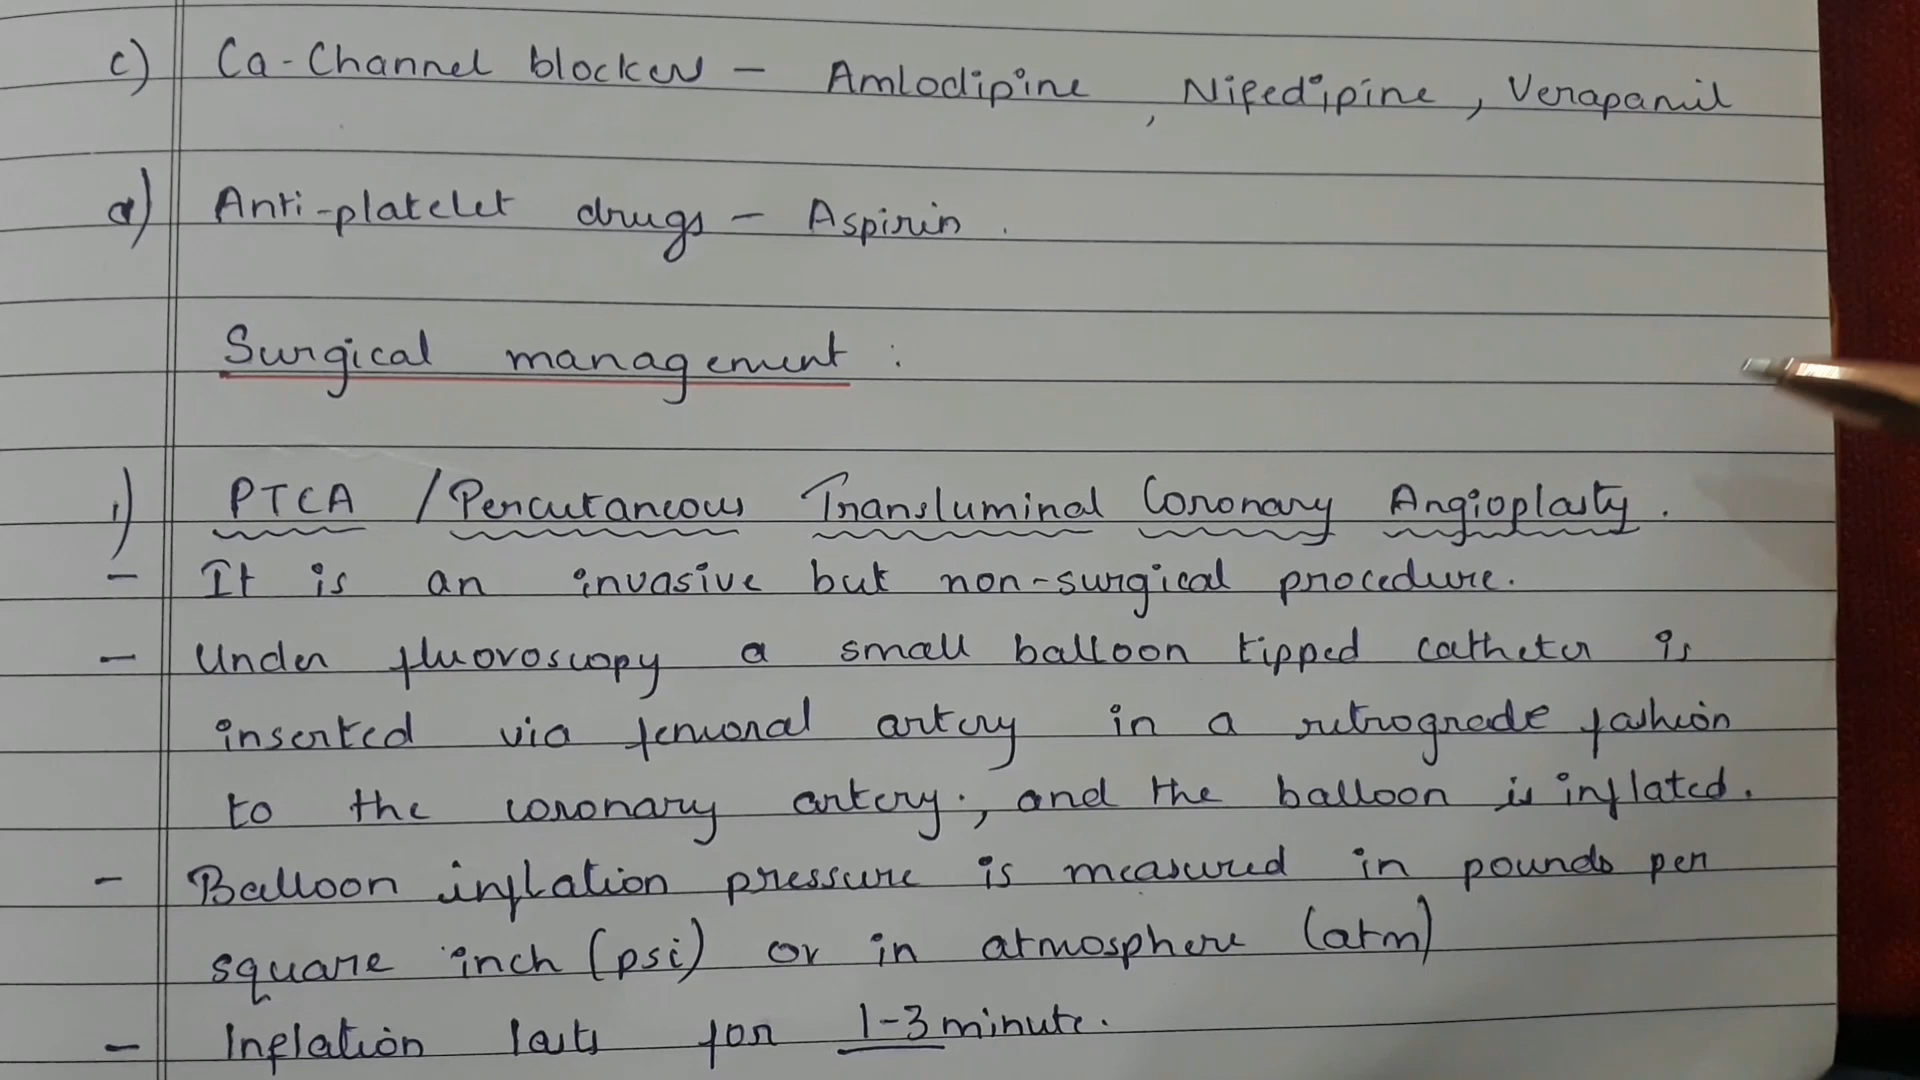 c) Ca-Channel blocker - Amlodipine, Nifedipine, Verapamil
d) Anti-platelet drugs - Aspirin.
Surgical management :
1) PTCA / Percutaneous Transluminal Coronary Angioplasty.
- It is an invasive but non-surgical procedure.
- Under fluoroscopy a small balloon tipped catheter is
inserted via femoral artery in a retrograde fashion
to the coronary artery, and the balloon is inflated.
- Balloon inflation pressure is measured in pounds per
square inch (psi) or in atmosphere (atm)
- Inflation lasts for 1-3 minute.